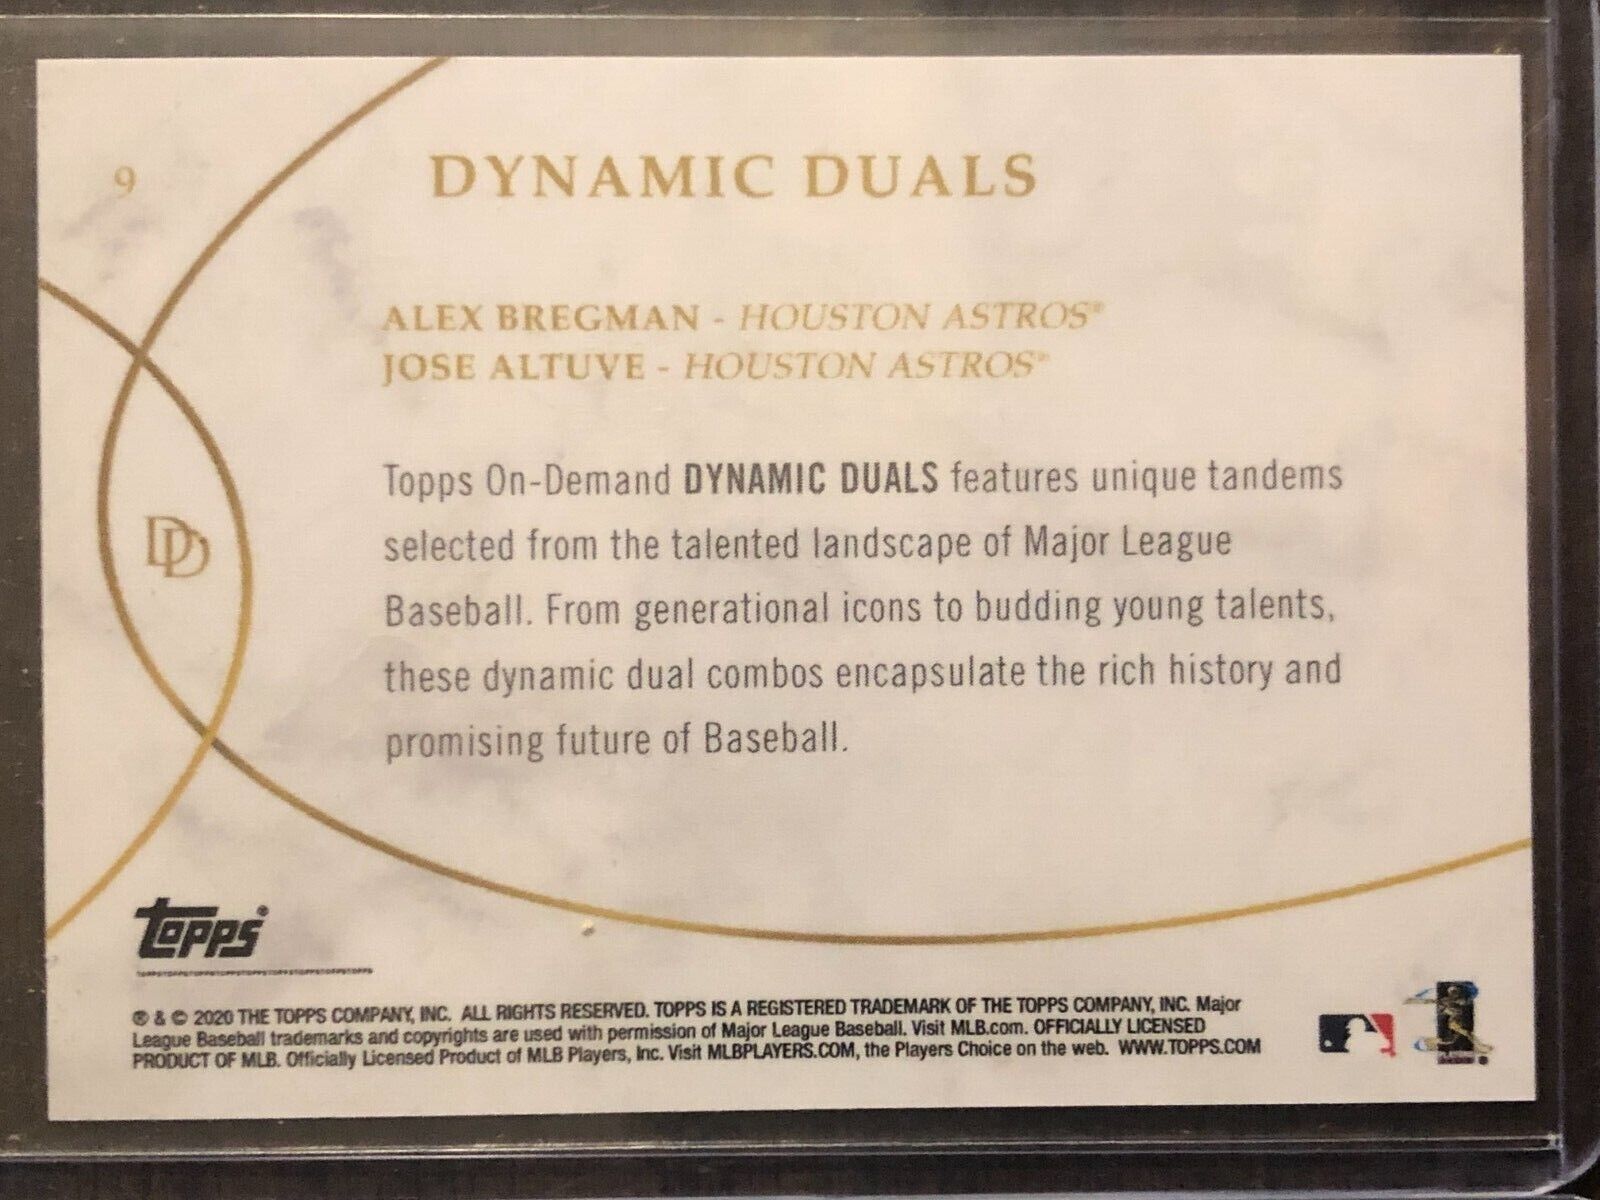 9
DYNAMIC DUALS
ALEX BREGMAN - HOUSTON ASTROS®
JOSE ALTUVE - HOUSTON ASTROS®
Topps On-Demand DYNAMIC DUALS features unique tandems
selected from the talented landscape of Major League
Baseball. From generational icons to budding young talents,
these dynamic dual combos encapsulate the rich history and
promising future of Baseball.
DD
Topps®
® & © 2020 THE TOPPS COMPANY, INC. ALL RIGHTS RESERVED. TOPPS IS A REGISTERED TRADEMARK OF THE TOPPS COMPANY, INC. Major
League Baseball trademarks and copyrights are used with permission of Major League Baseball. Visit MLB.com. OFFICIALLY LICENSED
PRODUCT OF MLB. Officially Licensed Product of MLB Players, Inc. Visit MLBPLAYERS.COM, the Players Choice on the web. WWW.TOPPS.COM